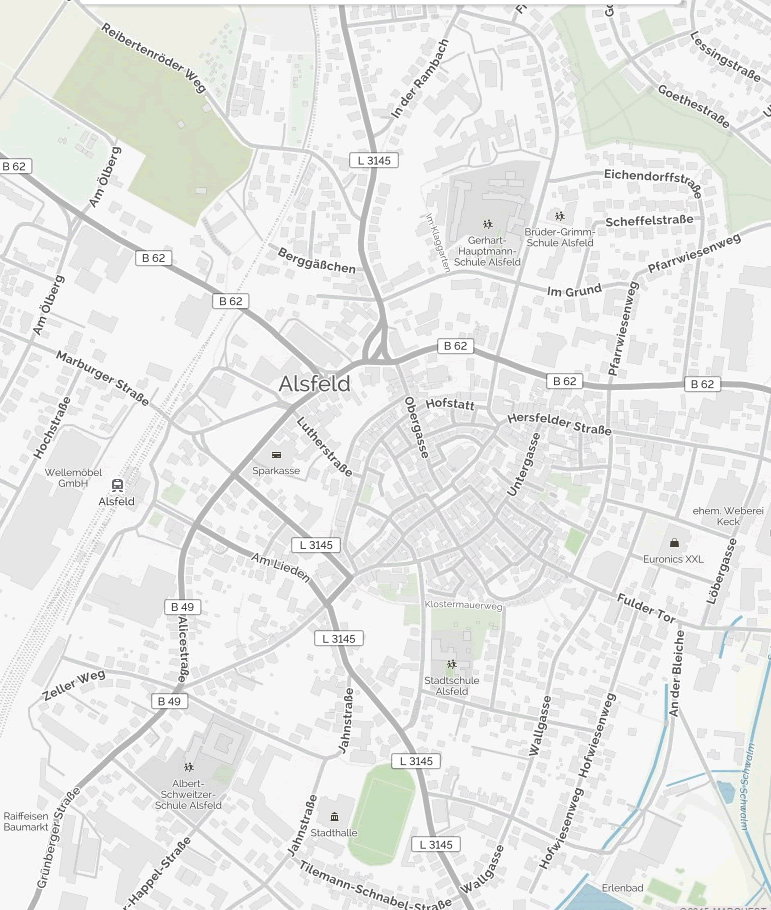 Reibertenröder Weg
In der Rambach
Lessingstraße
Goethestraße
L 3145
B 62
Am Ölberg
Eichendorffstraße
Scheffelstraße
Im Klaggarten
Gerhart-
Hauptmann-
Schule Alsfeld
Brüder-Grimm-
Schule Alsfeld
Pfarrwiesenweg
Berggäßchen
B 62
Im Grund
Am Ölberg
B 62
Pfarrwiesenweg
B 62
Marburger Straße
Alsfeld
B 62
B 62
Hochstraße
Obergasse
Hofstatt
Hersfelder Straße
Lutherstraße
Untergasse
Sparkasse
Wellemöbel
GmbH
Alsfeld
ehem. Weberei
Keck
L 3145
Euronics XXL
Am Lieden
Löbergasse
B 49
Klostermauerweg
Fulder Tor
L 3145
Alicestraße
An der Bleiche
Stadtschule
Alsfeld
Zeller Weg
B 49
Jahnstraße
Wallgasse
Hofwiesenweg
L 3145
Schwalm
Albert-
Schweitzer-
Schule Alsfeld
Raiffeisen
Baumarkt
Grünberger Straße
Stadthalle
Jahnstraße
Hofwiesenweg
L 3145
r-Happel-Straße
Tilemann-Schnabel-Straße
Wallgasse
Erlenbad